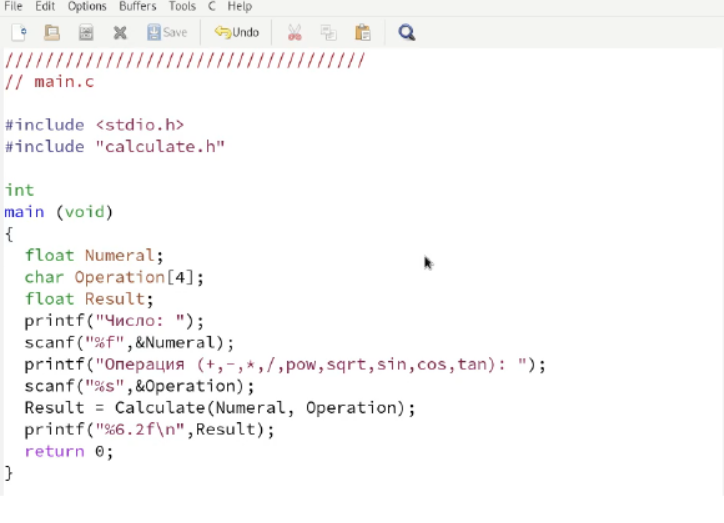 File Edit Options Buffers Tools C Help
Save Undo
////////////////////////////////////
// main.c
#include <stdio.h>
#include "calculate.h"
int
main (void)
{
float Numeral;
char Operation[4];
float Result;
printf("Число: ");
scanf("%f",&Numeral);
printf("Операция (+,-,*,/,pow,sqrt,sin,cos,tan): ");
scanf("%s",&Operation);
Result = Calculate(Numeral, Operation);
printf("%6.2f\n",Result);
return 0;
}